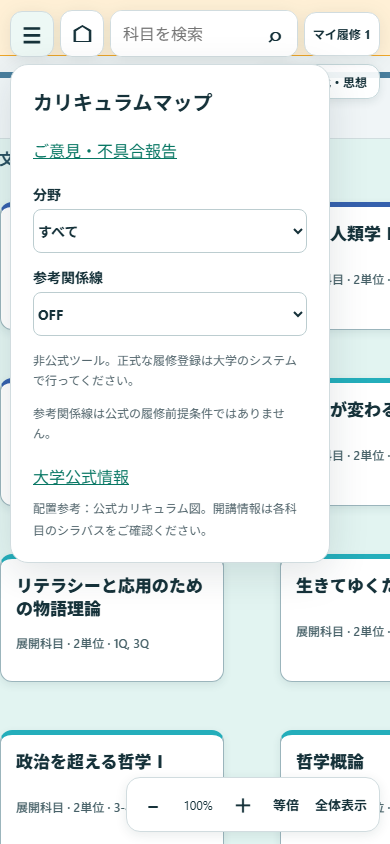 科目を検索
マイ履修 1
・思想
カリキュラムマップ
ご意見・不具合報告
分野
すべて
参考関係線
OFF
非公式ツール。正式な履修登録は大学のシステム
で行ってください。
参考関係線は公式の履修前提条件ではありませ
ん。
大学公式情報
配置参考：公式カリキュラム図。開講情報は各科
目のシラバスをご確認ください。
人類学 I
目・2単位・
が変わる
目・2単位・
リテラシーと応用のため
の物語理論
展開科目・2単位・1Q, 3Q
生きてゆくた
展開科目・2単位・
政治を超える哲学 I
展開科目・2単位・3-
哲学概論
− 100% ＋ 等倍 全体表示